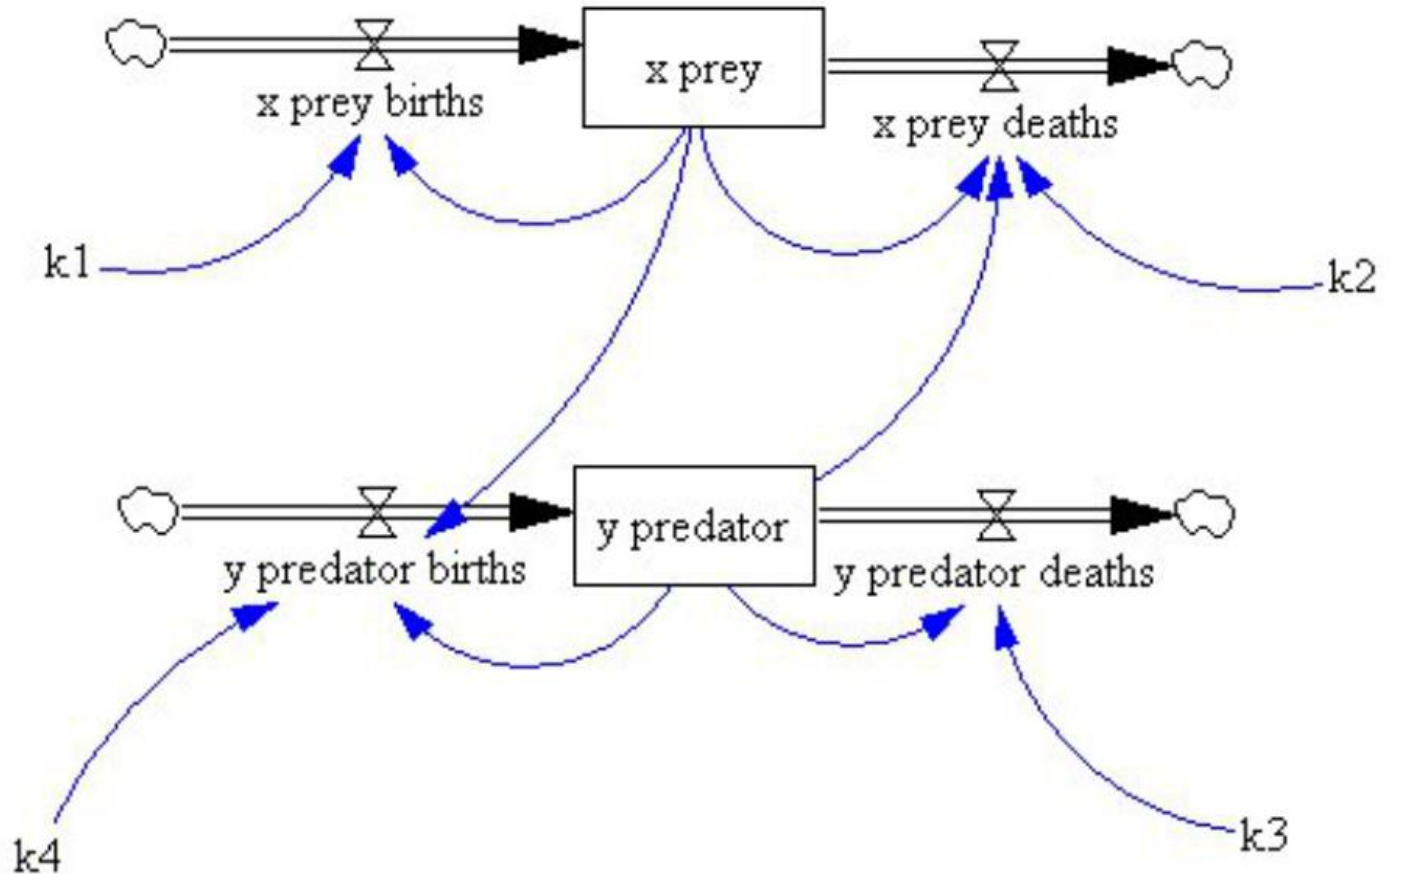 x prey
x prey births
x prey deaths
k1
k2
y predator
y predator births
y predator deaths
k4
k3